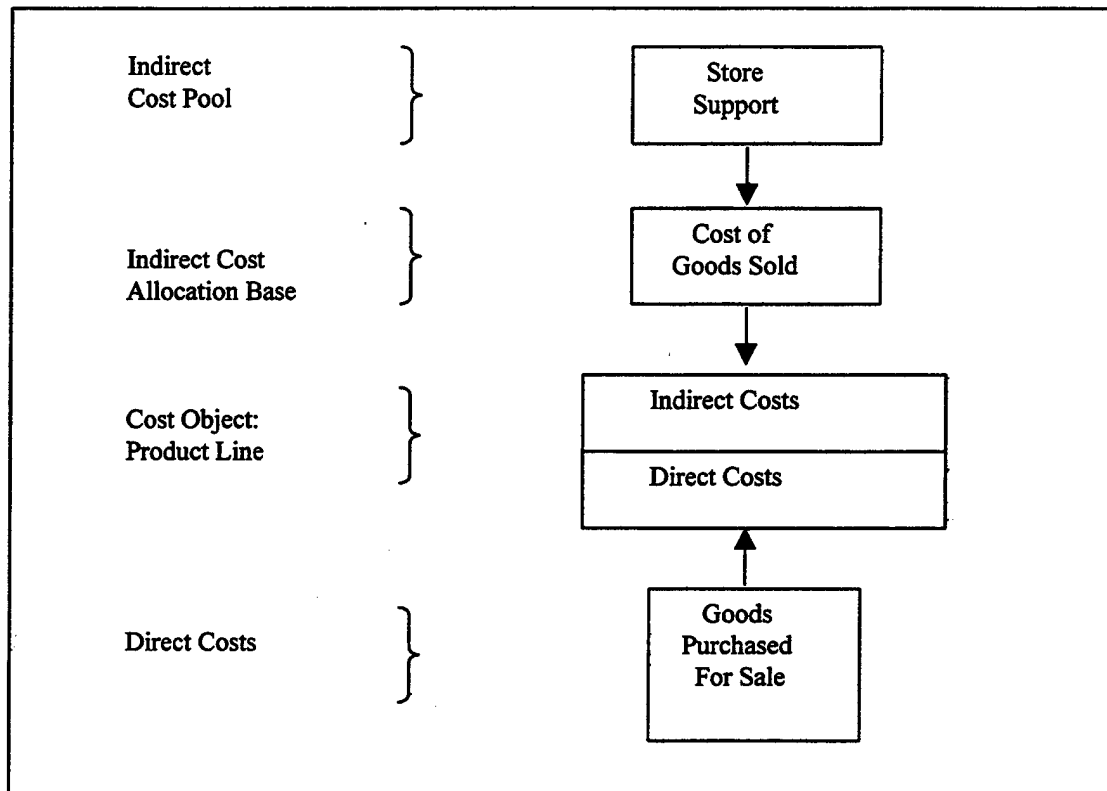 Indirect
Cost Pool
Store
Support
Indirect Cost
Allocation Base
Cost of
Goods Sold
Cost Object:
Product Line
Indirect Costs
Direct Costs
Direct Costs
Goods
Purchased
For Sale